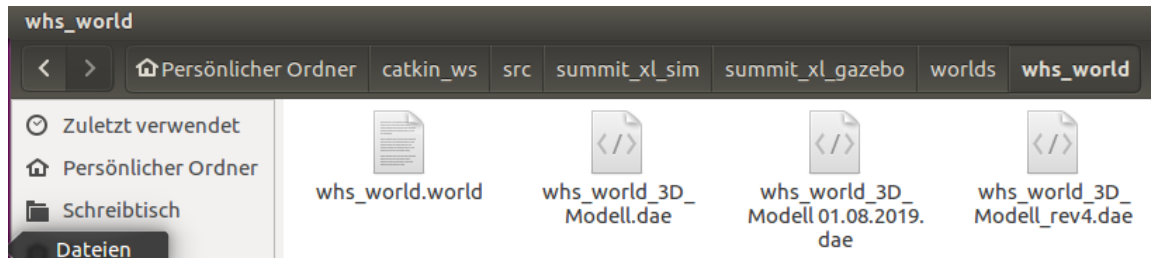 whs_world
Persönlicher Ordner catkin_ws src summit_xl_sim summit_xl_gazebo worlds whs_world
Zuletzt verwendet
Persönlicher Ordner
Schreibtisch
Dateien
whs_world.world
whs_world_3D_
Modell.dae
whs_world_3D_
Modell 01.08.2019.
dae
whs_world_3D_
Modell_rev4.dae